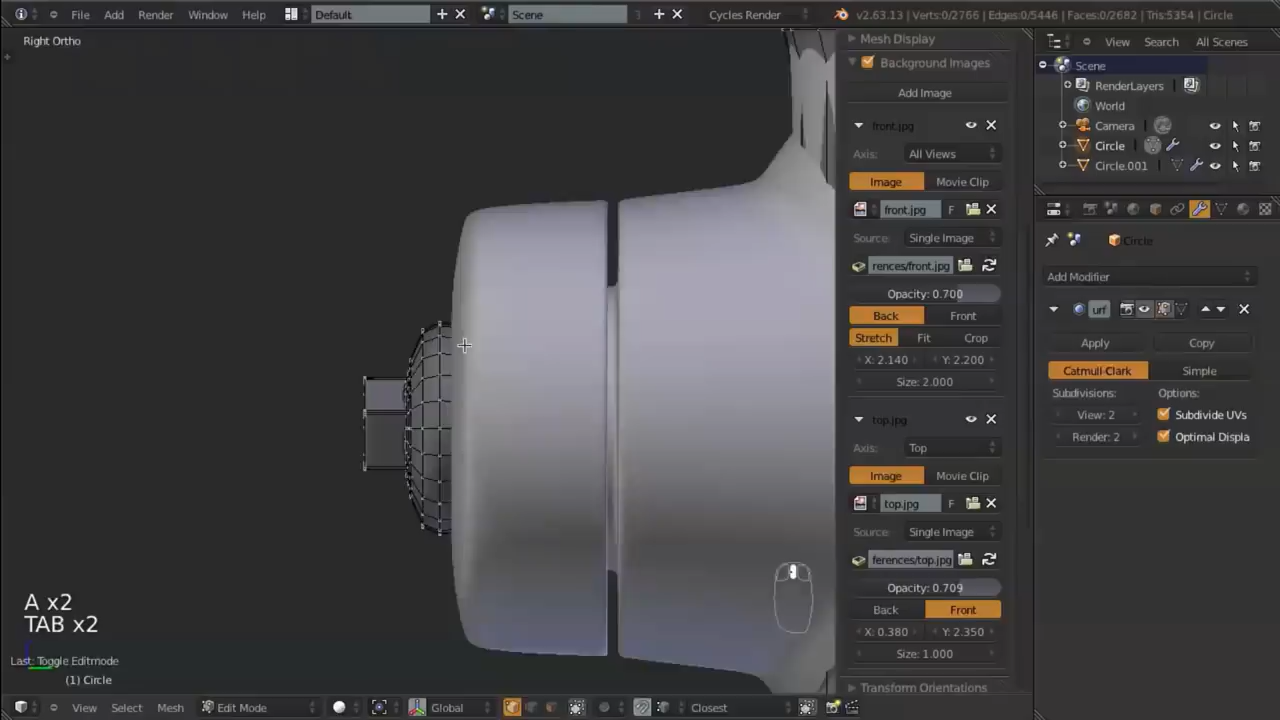 File Add Render Window Help Default Scene Cycles Render v2.63.13 | Verts:0/2766 | Edges:0/5446 | Faces:0/2682 | Tris:5354 | Circle
Right Ortho
Mesh Display
Background Images
Add Image
front.jpg
Axis: All Views
Image Movie Clip
front.jpg F
Source: Single Image
rences/front.jpg
Opacity: 0.700
Back Front
Stretch Fit Crop
X: 2.140 Y: 2.200
Size: 2.000
top.jpg
Axis: Top
Image Movie Clip
top.jpg F
Source: Single Image
ferences/top.jpg
Opacity: 0.709
Back Front
X: 0.380 Y: 2.350
Size: 1.000
Transform Orientations
View Search All Scenes
Scene
RenderLayers
World
Camera
Circle
Circle.001
Circle
Add Modifier
urf
Apply Copy
Catmull-Clark Simple
Subdivisions: Options:
View: 2 Subdivide UVs
Render: 2 Optimal Displa
A x2
TAB x2
Last: Toggle Editmode
(1) Circle
View Select Mesh Edit Mode Global Closest